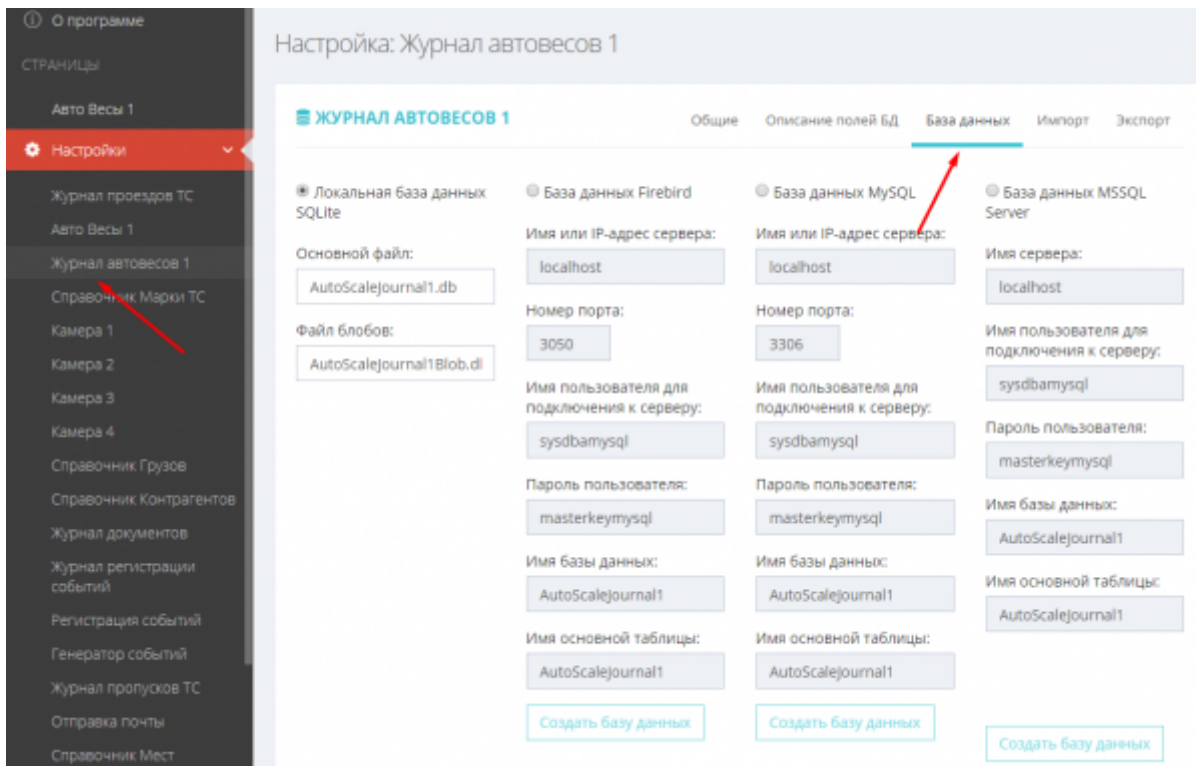 О программе
СТРАНИЦЫ
Авто Весы 1
Настройки
Журнал проездов ТС
Авто Весы 1
Журнал автовесов 1
Справочник Марки ТС
Камера 1
Камера 2
Камера 3
Камера 4
Справочник Грузов
Справочник Контрагентов
Журнал документов
Журнал регистрации
событий
Регистрация событий
Генератор событий
Журнал пропусков ТС
Отправка почты
Справочник Мест
Настройка: Журнал автовесов 1
ЖУРНАЛ АВТОВЕСОВ 1
Общие
Описание полей БД
База данных
Импорт
Экспорт
Локальная база данных
SQLite
Основной файл:
AutoScaleJournal1.db
Файл блобов:
AutoScaleJournal1Blob.d
База данных Firebird
Имя или IP-адрес сервера:
localhost
Номер порта:
3050
Имя пользователя для
подключения к серверу:
sysdbamysql
Пароль пользователя:
masterkeymysql
Имя базы данных:
AutoScaleJournal1
Имя основной таблицы:
AutoScaleJournal1
Создать базу данных
База данных MySQL
Имя или IP-адрес сервера:
localhost
Номер порта:
3306
Имя пользователя для
подключения к серверу:
sysdbamysql
Пароль пользователя:
masterkeymysql
Имя базы данных:
AutoScaleJournal1
Имя основной таблицы:
AutoScaleJournal1
Создать базу данных
База данных MSSQL
Server
Имя сервера:
localhost
Имя пользователя для
подключения к серверу:
sysdbamysql
Пароль пользователя:
masterkeymysql
Имя базы данных:
AutoScaleJournal1
Имя основной таблицы:
AutoScaleJournal1
Создать базу данных